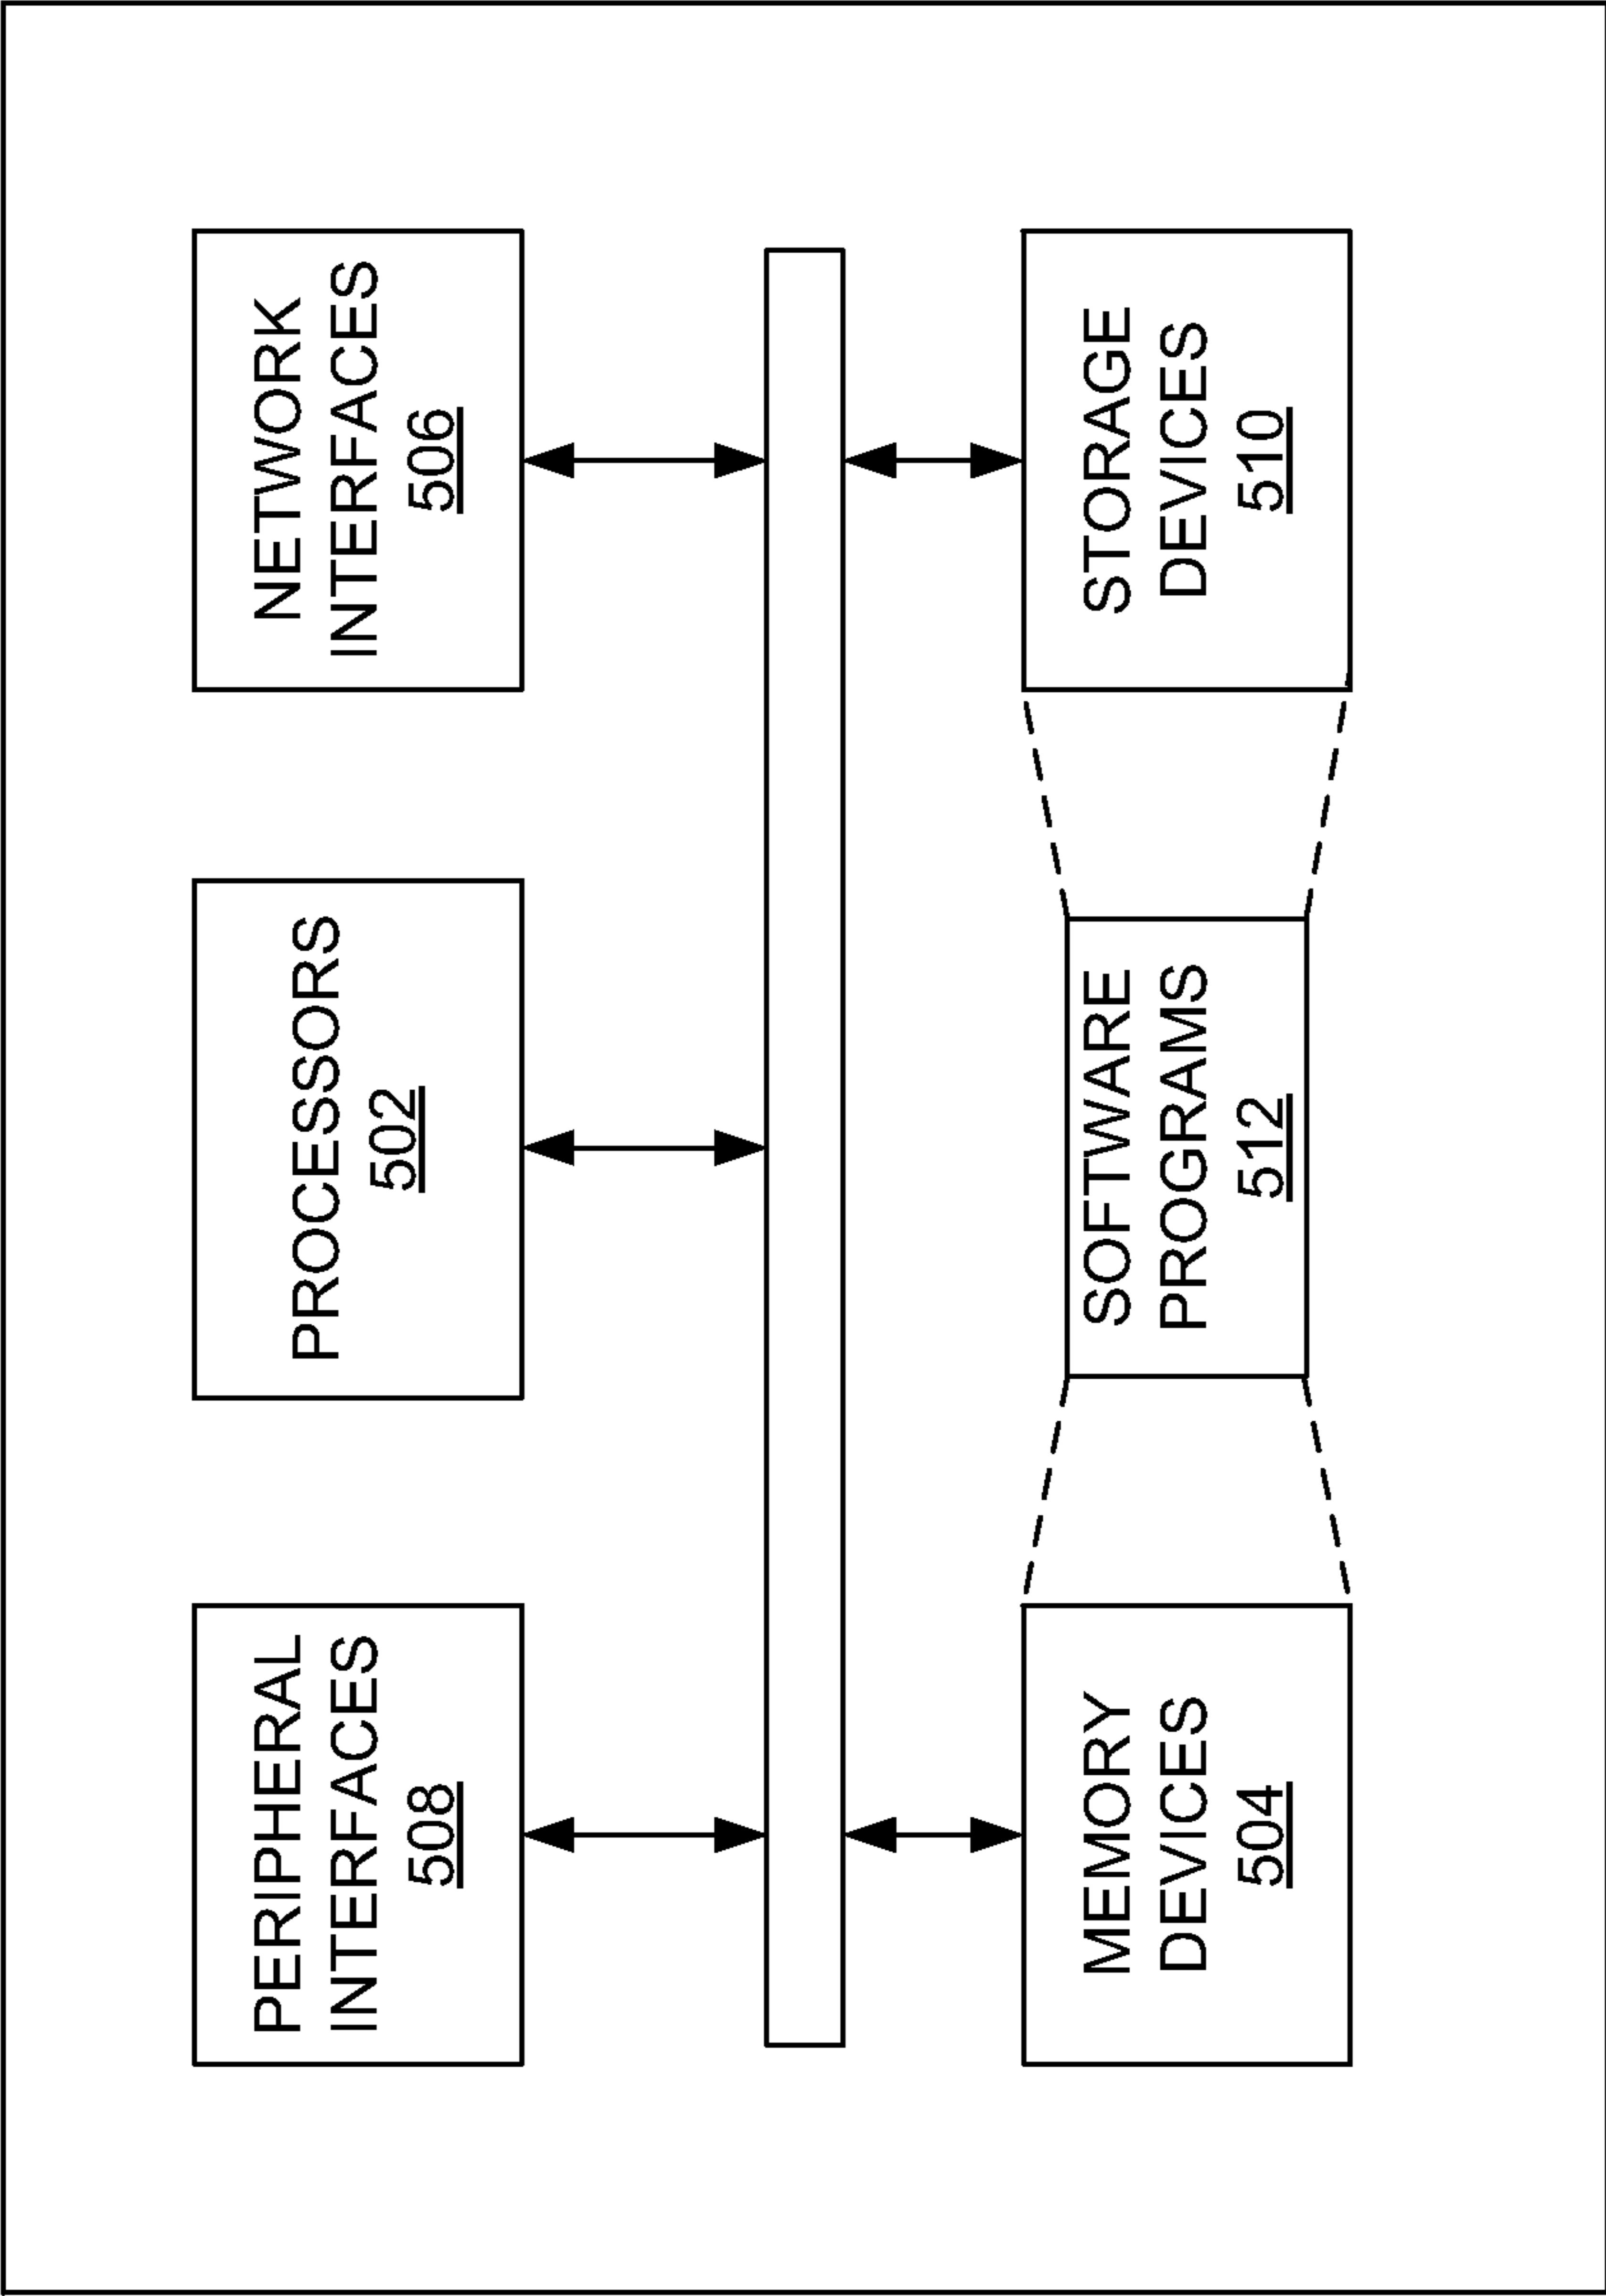 PERIPHERAL
INTERFACES
508
PROCESSORS
502
NETWORK
INTERFACES
506
MEMORY
DEVICES
504
SOFTWARE
PROGRAMS
512
STORAGE
DEVICES
510